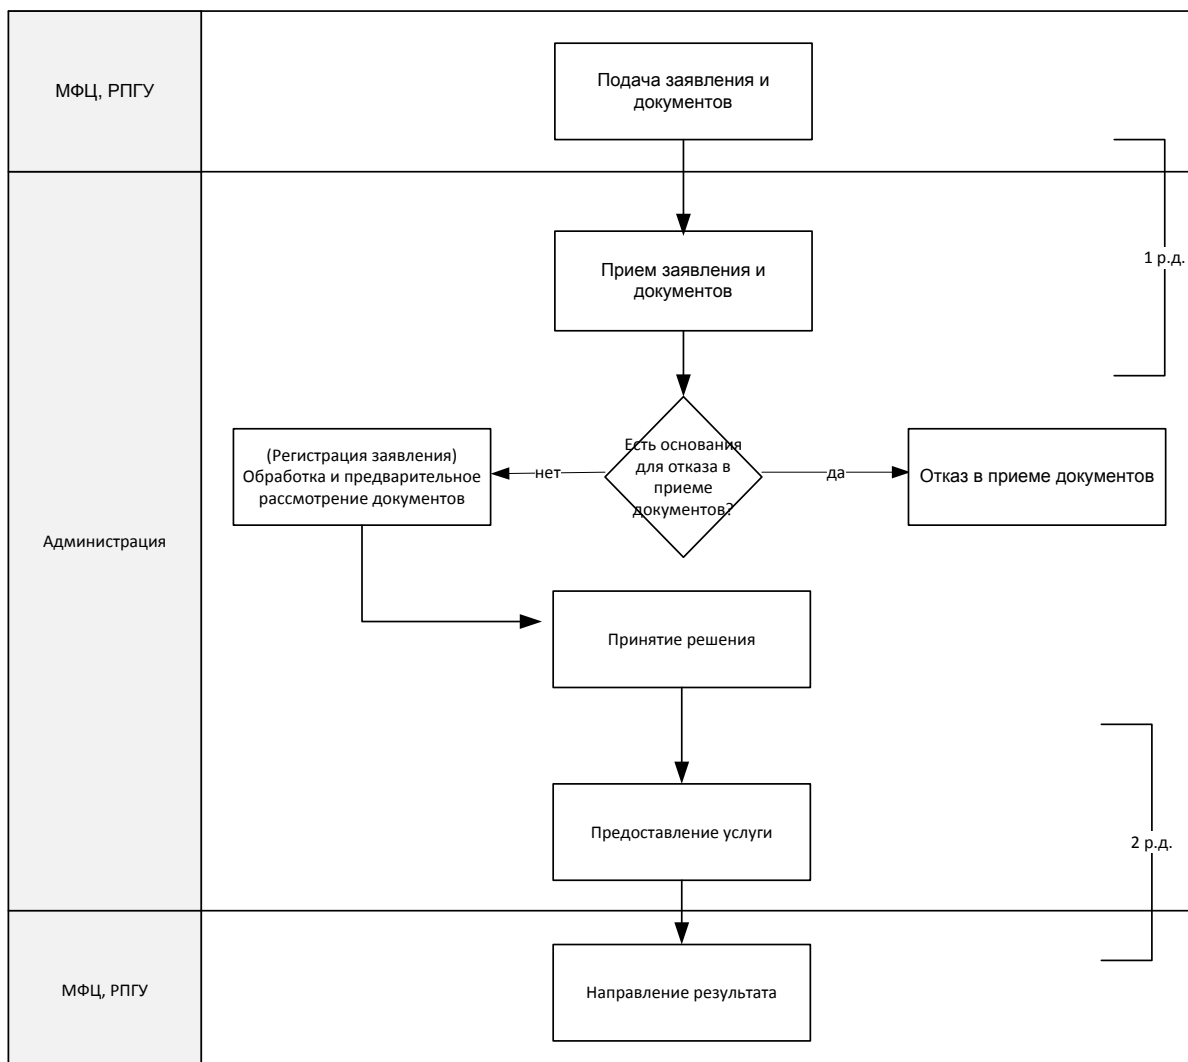 МФЦ, РПГУ
Подача заявления и
документов
Администрация
Прием заявления и
документов
1 р.д.
(Регистрация заявления)
Обработка и предварительное
рассмотрение документов
нет
Есть основания
для отказа в
приеме
документов?
да
Отказ в приеме документов
Принятие решения
Предоставление услуги
2 р.д.
МФЦ, РПГУ
Направление результата